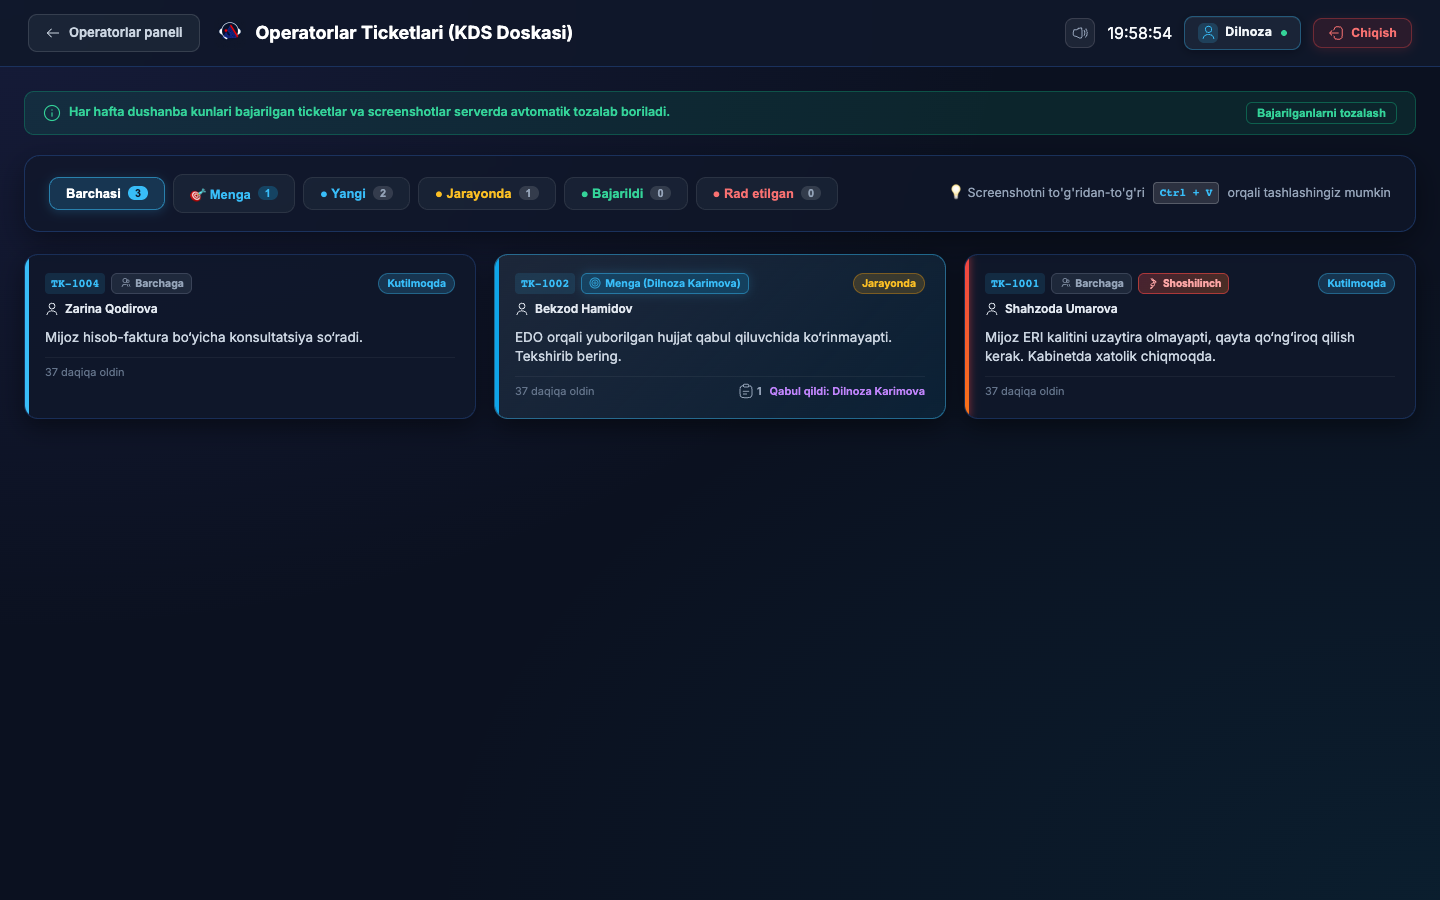 Operatorlar paneli
Operatorlar Ticketlari (KDS Doskasi)
19:58:54
Dilnoza
Chiqish
Har hafta dushanba kunlari bajarilgan ticketlar va screenshotlar serverda avtomatik tozalab boriladi.
Bajarilganlarni tozalash
Barchasi 3
Menga 1
Yangi 2
Jarayonda 1
Bajarildi 0
Rad etilgan 0
Screenshotni to'g'ridan-to'g'ri Ctrl + V orqali tashlashingiz mumkin
TK-1004 Barchaga Kutilmoqda
Zarina Qodirova
Mijoz hisob-faktura bo‘yicha konsultatsiya so‘radi.
37 daqiqa oldin
TK-1002 Menga (Dilnoza Karimova) Jarayonda
Bekzod Hamidov
EDO orqali yuborilgan hujjat qabul qiluvchida ko‘rinmayapti.
Tekshirib bering.
37 daqiqa oldin 1 Qabul qildi: Dilnoza Karimova
TK-1001 Barchaga Shoshilinch Kutilmoqda
Shahzoda Umarova
Mijoz ERI kalitini uzaytira olmayapti, qayta qo‘ng‘iroq qilish
kerak. Kabinetda xatolik chiqmoqda.
37 daqiqa oldin